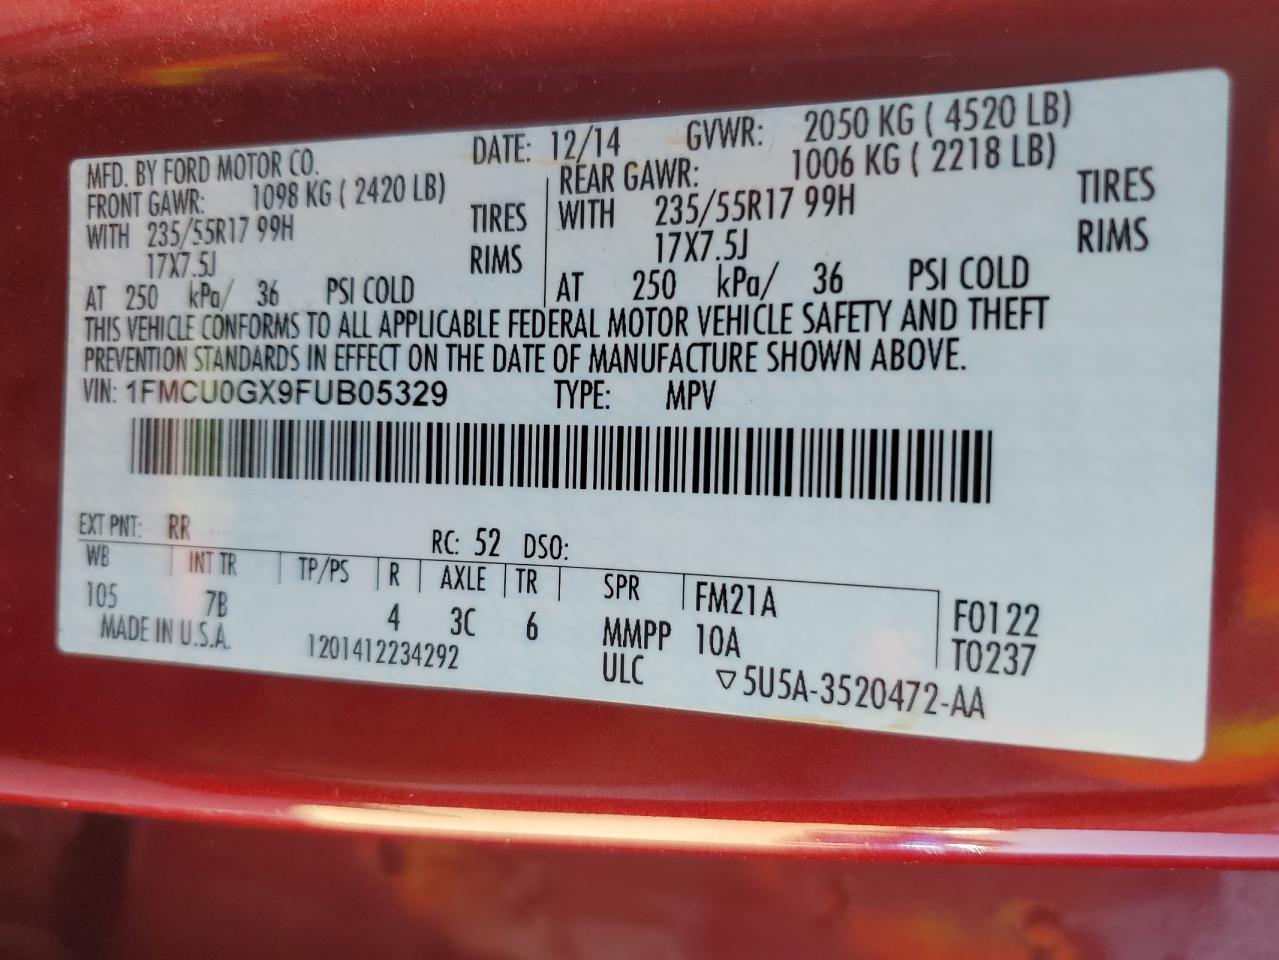 MFD. BY FORD MOTOR CO. DATE: 12/14 GVWR: 2050 KG ( 4520 LB)
FRONT GAWR: 1098 KG ( 2420 LB) REAR GAWR: 1006 KG ( 2218 LB)
WITH 235/55R17 99H TIRES WITH 235/55R17 99H TIRES
17X7.5J RIMS 17X7.5J RIMS
AT 250 kPa/ 36 PSI COLD AT 250 kPa/ 36 PSI COLD
THIS VEHICLE CONFORMS TO ALL APPLICABLE FEDERAL MOTOR VEHICLE SAFETY AND THEFT
PREVENTION STANDARDS IN EFFECT ON THE DATE OF MANUFACTURE SHOWN ABOVE.
VIN: 1FMCU0GX9FUB05329 TYPE: MPV
EXT PNT: RR RC: 52 DSO:
WB INT TR TP/PS R AXLE TR SPR FM21A F0122
105 7B 4 3C 6 MMPP 10A T0237
MADE IN U.S.A. 1201412234292 ULC ▽5U5A-3520472-AA